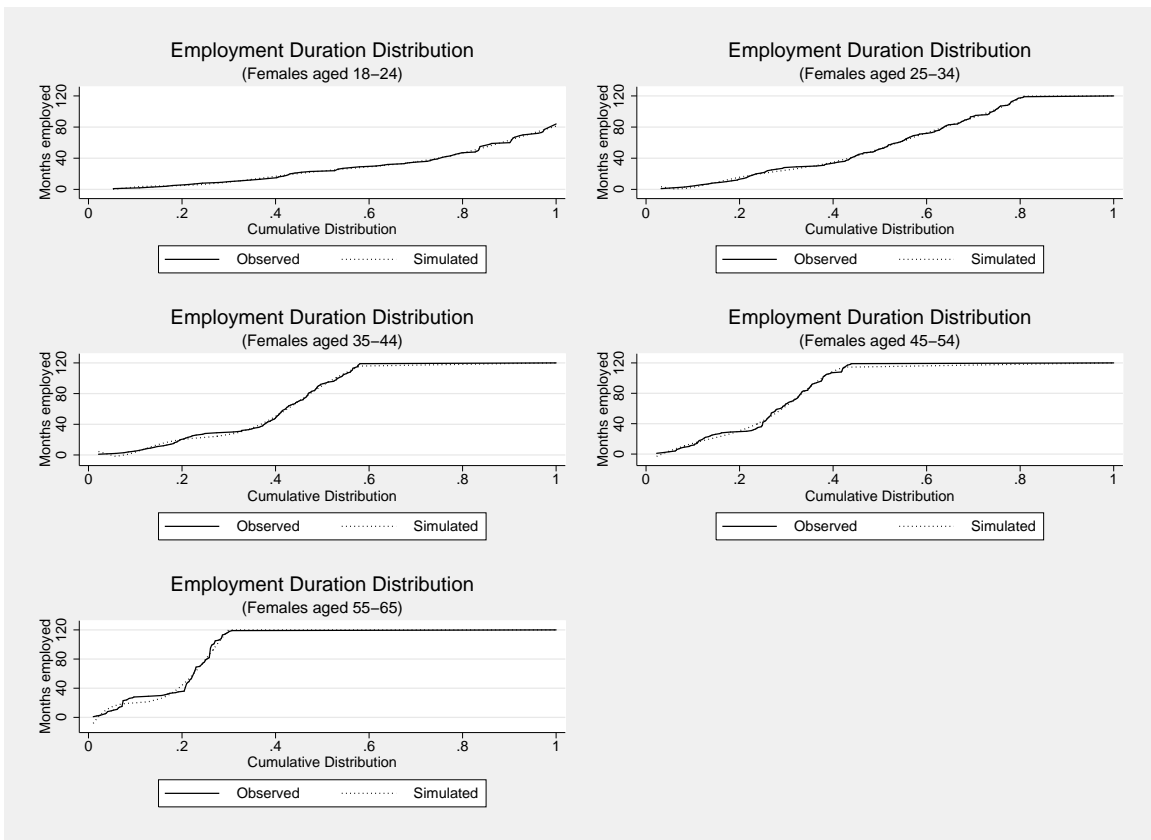 Employment Duration Distribution
(Females aged 18−24)
Months employed
0 40 80 120
0 .2 .4 .6 .8 1
Cumulative Distribution
Observed Simulated
Employment Duration Distribution
(Females aged 25−34)
Months employed
0 40 80 120
0 .2 .4 .6 .8 1
Cumulative Distribution
Observed Simulated
Employment Duration Distribution
(Females aged 35−44)
Months employed
0 40 80 120
0 .2 .4 .6 .8 1
Cumulative Distribution
Observed Simulated
Employment Duration Distribution
(Females aged 45−54)
Months employed
0 40 80 120
0 .2 .4 .6 .8 1
Cumulative Distribution
Observed Simulated
Employment Duration Distribution
(Females aged 55−65)
Months employed
0 40 80 120
0 .2 .4 .6 .8 1
Cumulative Distribution
Observed Simulated